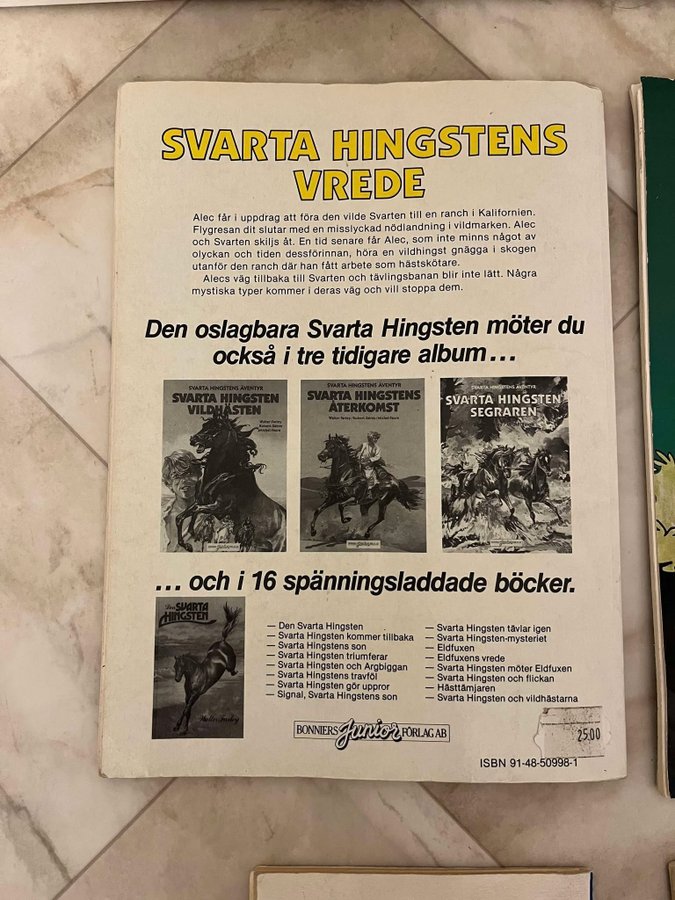 SVARTA HINGSTENS
VREDE
Alec får i uppdrag att föra den vilde Svarten till en ranch i Kalifornien.
Flygresan dit slutar med en misslyckad nödlandning i vildmarken. Alec
och Svarten skiljs åt. En tid senare får Alec, som inte minns något av
olyckan och tiden dessförinnan, höra en vildhingst gnägga i skogen
utanför den ranch där han fått arbete som hästskötare.
Alecs väg tillbaka till Svarten och tävlingsbanan blir inte lätt. Några
mystiska typer kommer i deras väg och vill stoppa dem.
Den oslagbara Svarta Hingsten möter du
också i tre tidigare album...
SVARTA HINGSTENS ÄVENTYR
SVARTA HINGSTEN
VILDHÄSTEN
SVARTA HINGSTENS ÄVENTYR
SVARTA HINGSTENS
ÅTERKOMST
SVARTA HINGSTENS ÄVENTYR
SVARTA HINGSTEN
SEGRAREN
... och i 16 spänningsladdade böcker.
Den
SVARTA
HINGSTEN
Walter Farley
— Den Svarta Hingsten
— Svarta Hingsten kommer tillbaka
— Svarta Hingstens son
— Svarta Hingsten triumferar
— Svarta Hingsten och Argbiggan
— Svarta Hingstens travföl
— Svarta Hingsten gör uppror
— Signal, Svarta Hingstens son
— Svarta Hingsten tävlar igen
— Svarta Hingsten-mysteriet
— Eldfuxen
— Eldfuxens vrede
— Svarta Hingsten möter Eldfuxen
— Svarta Hingsten och flickan
— Hästtämjaren
— Svarta Hingsten och vildhästarna
BONNIERS Junior FÖRLAG AB
25.00
ISBN 91-48-50998-1